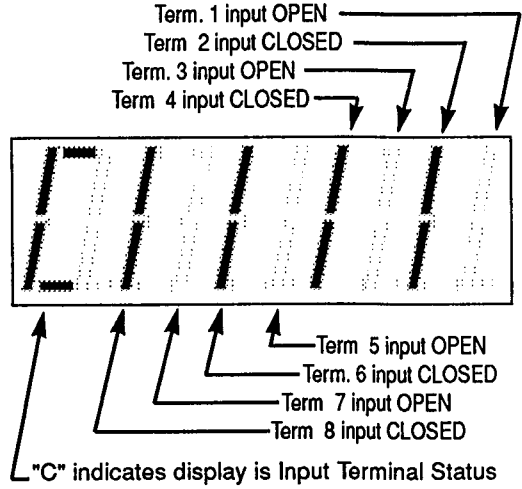 Term. 1 input OPEN
Term 2 input CLOSED
Term. 3 input OPEN
Term 4 input CLOSED
Term 5 input OPEN
Term. 6 input CLOSED
Term 7 input OPEN
Term 8 input CLOSED
"C" indicates display is Input Terminal Status